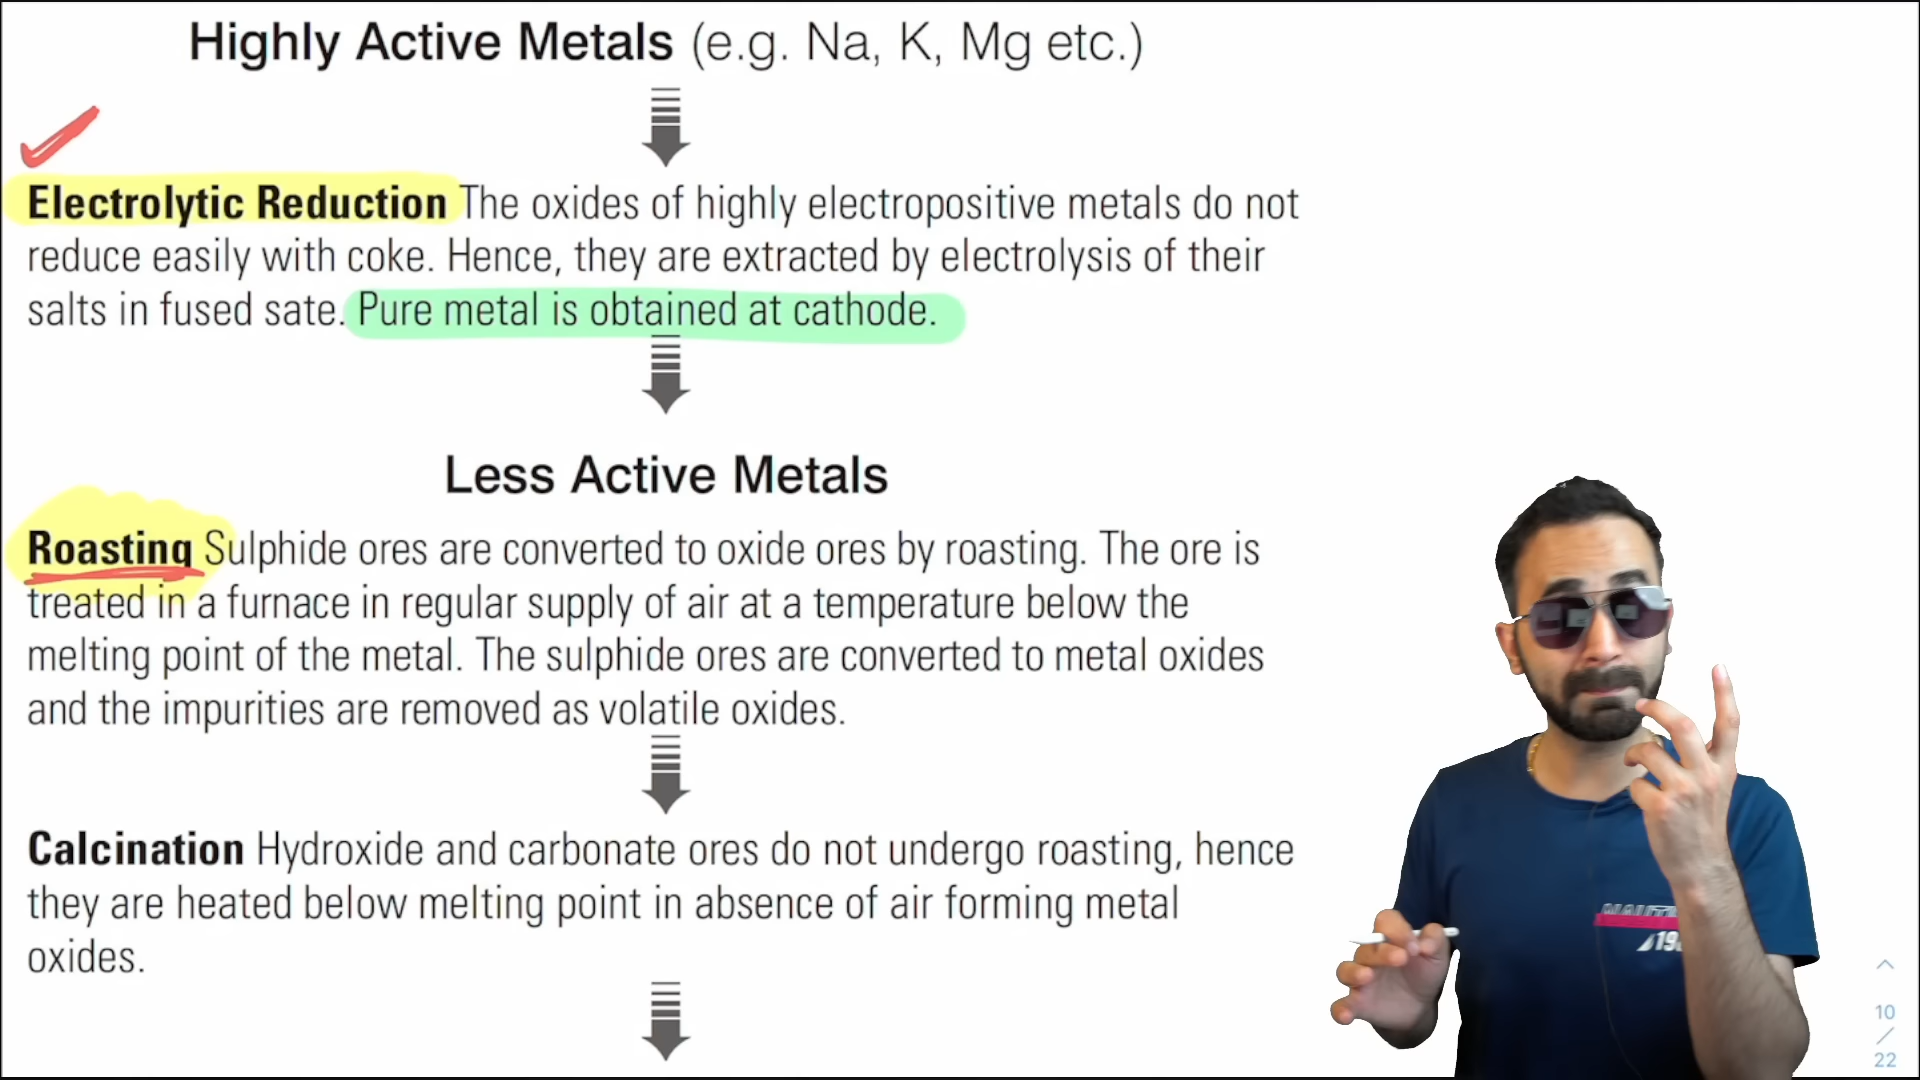 Highly Active Metals (e.g. Na, K, Mg etc.)
Electrolytic Reduction The oxides of highly electropositive metals do not
reduce easily with coke. Hence, they are extracted by electrolysis of their
salts in fused sate. Pure metal is obtained at cathode.
Less Active Metals
Roasting Sulphide ores are converted to oxide ores by roasting. The ore is
treated in a furnace in regular supply of air at a temperature below the
melting point of the metal. The sulphide ores are converted to metal oxides
and the impurities are removed as volatile oxides.
Calcination Hydroxide and carbonate ores do not undergo roasting, hence
they are heated below melting point in absence of air forming metal
oxides.
10
/
22